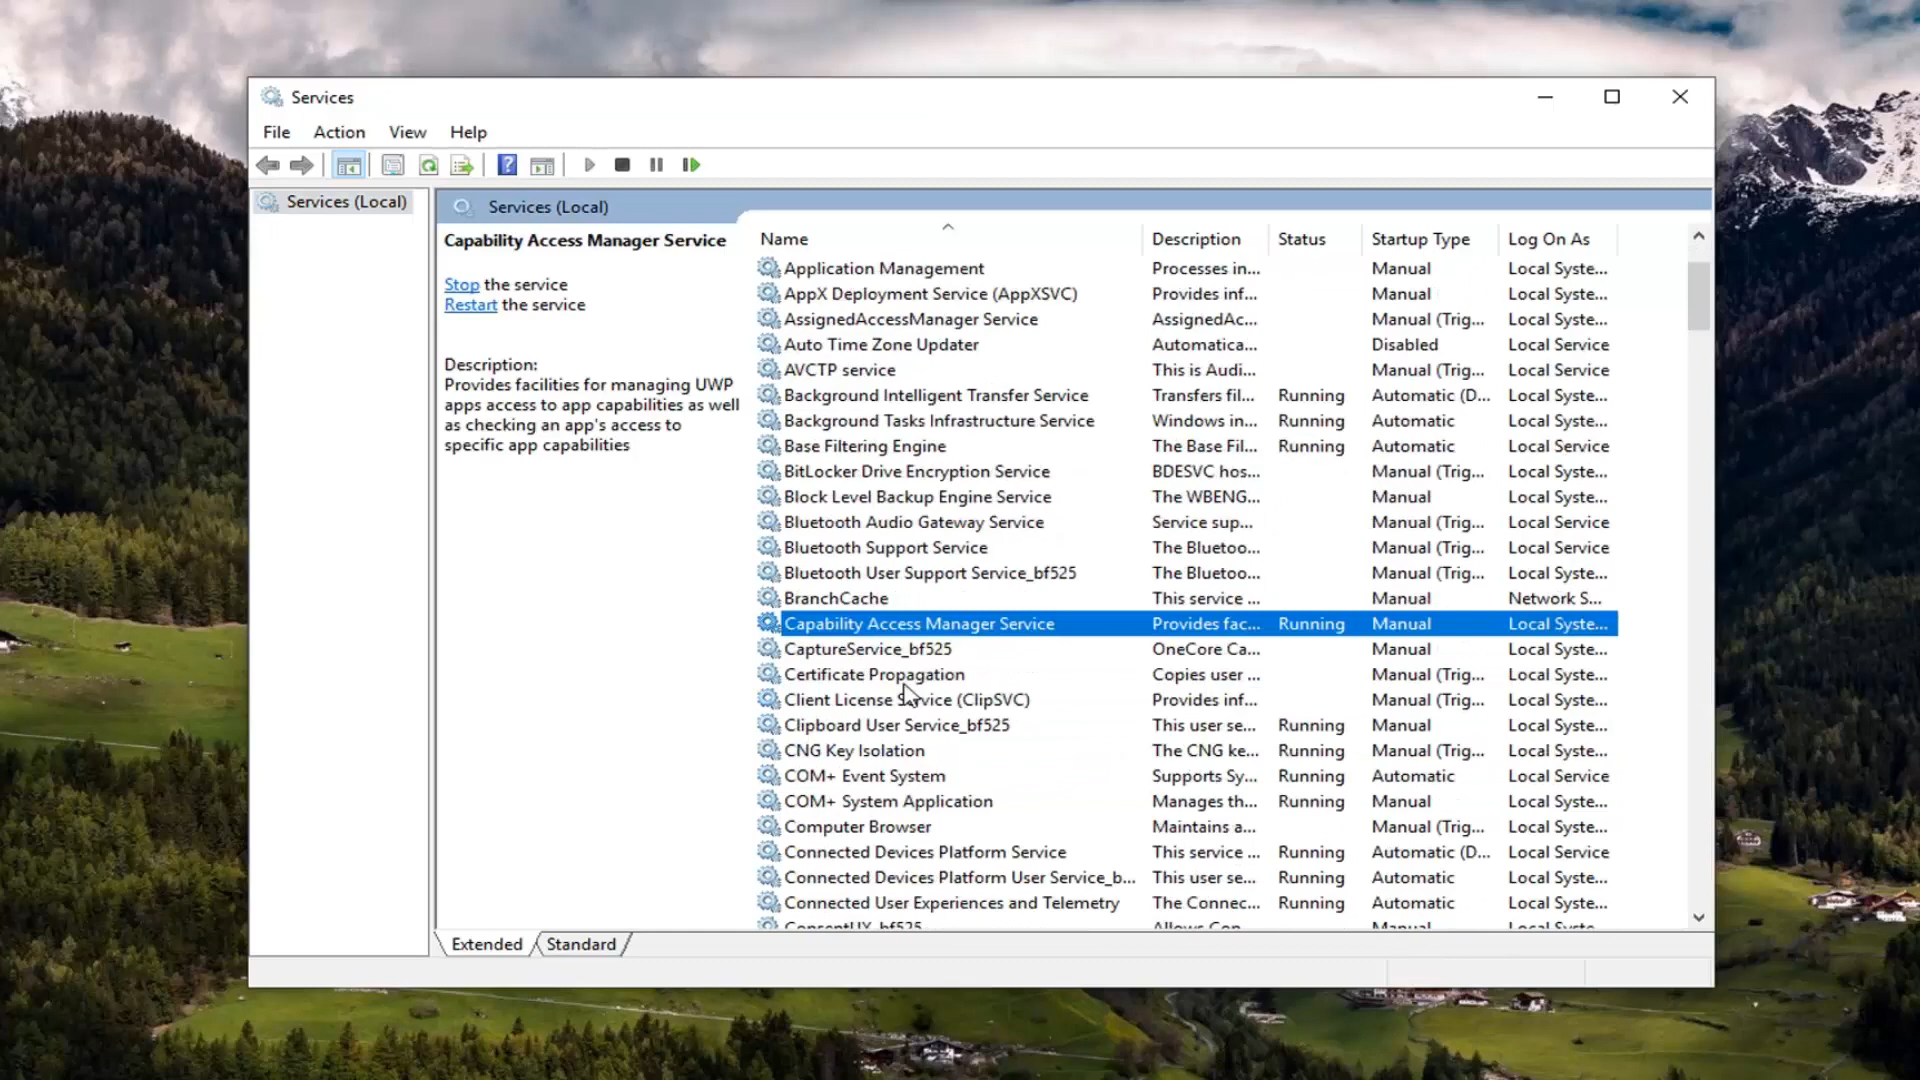 Services
File Action View Help
Services (Local)
Services (Local)
Capability Access Manager Service
Stop the service
Restart the service
Description:
Provides facilities for managing UWP
apps access to app capabilities as well
as checking an app's access to
specific app capabilities
Name Description Status Startup Type Log On As
Application Management Processes in... Manual Local Syste...
AppX Deployment Service (AppXSVC) Provides inf... Manual Local Syste...
AssignedAccessManager Service AssignedAc... Manual (Trig... Local Syste...
Auto Time Zone Updater Automatica... Disabled Local Service
AVCTP service This is Audi... Manual (Trig... Local Service
Background Intelligent Transfer Service Transfers fil... Running Automatic (D... Local Syste...
Background Tasks Infrastructure Service Windows in... Running Automatic Local Syste...
Base Filtering Engine The Base Fil... Running Automatic Local Service
BitLocker Drive Encryption Service BDESVC hos... Manual (Trig... Local Syste...
Block Level Backup Engine Service The WBENG... Manual Local Syste...
Bluetooth Audio Gateway Service Service sup... Manual (Trig... Local Service
Bluetooth Support Service The Bluetoo... Manual (Trig... Local Service
Bluetooth User Support Service_bf525 The Bluetoo... Manual (Trig... Local Syste...
BranchCache This service ... Manual Network S...
Capability Access Manager Service Provides fac... Running Manual Local Syste...
CaptureService_bf525 OneCore Ca... Manual Local Syste...
Certificate Propagation Copies user ... Manual (Trig... Local Syste...
Client License Service (ClipSVC) Provides inf... Manual (Trig... Local Syste...
Clipboard User Service_bf525 This user se... Running Manual Local Syste...
CNG Key Isolation The CNG ke... Running Manual (Trig... Local Syste...
COM+ Event System Supports Sy... Running Automatic Local Service
COM+ System Application Manages th... Running Manual Local Syste...
Computer Browser Maintains a... Manual (Trig... Local Syste...
Connected Devices Platform Service This service ... Running Automatic (D... Local Service
Connected Devices Platform User Service_b... This user se... Running Automatic Local Syste...
Connected User Experiences and Telemetry The Connec... Running Automatic Local Syste...
ConsentUX_bf525 Allows Con... Manual Local Syste...
Extended Standard